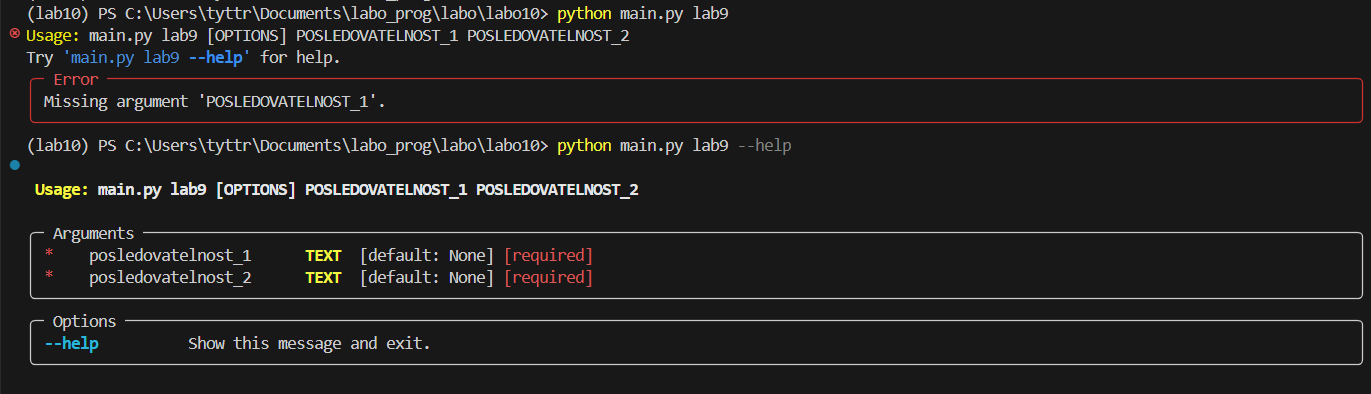 (lab10) PS C:\Users\tyttr\Documents\labo_prog\labo\labo10> python main.py lab9
Usage: main.py lab9 [OPTIONS] POSLEDOVATELNOST_1 POSLEDOVATELNOST_2
Try 'main.py lab9 --help' for help.
Error
Missing argument 'POSLEDOVATELNOST_1'.
(lab10) PS C:\Users\tyttr\Documents\labo_prog\labo\labo10> python main.py lab9 --help
Usage: main.py lab9 [OPTIONS] POSLEDOVATELNOST_1 POSLEDOVATELNOST_2
Arguments
* posledovatelnost_1 TEXT [default: None] [required]
* posledovatelnost_2 TEXT [default: None] [required]
Options
--help Show this message and exit.